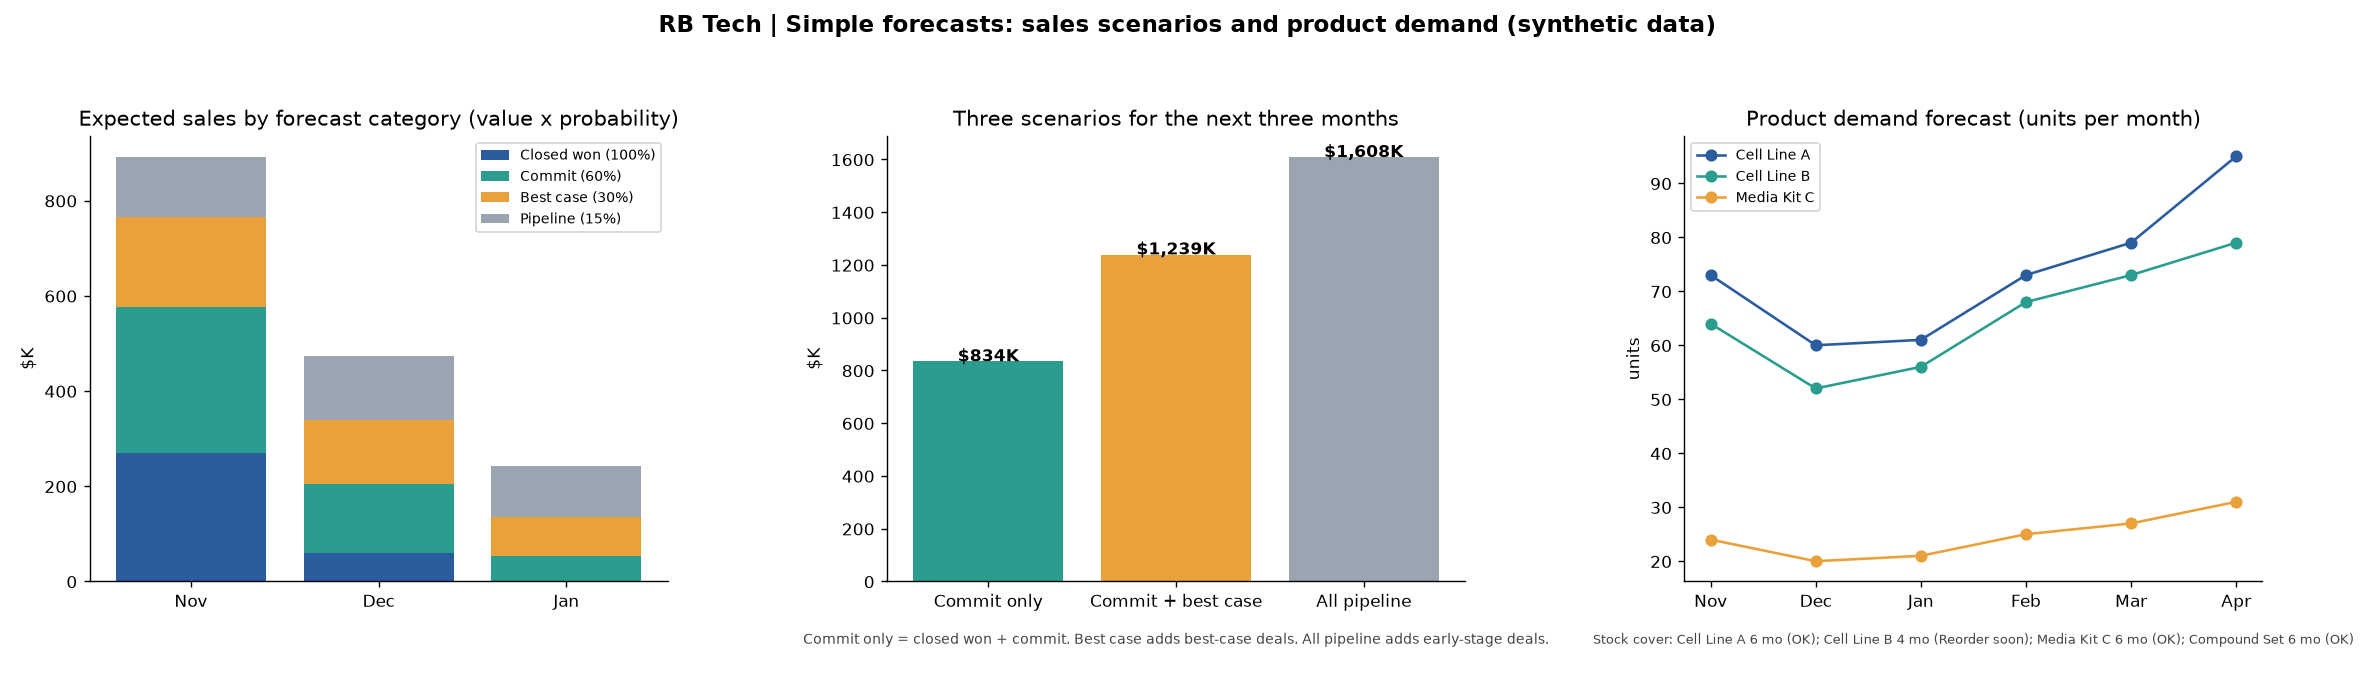 RB Tech | Simple forecasts: sales scenarios and product demand (synthetic data)
Expected sales by forecast category (value x probability)
$K
800
600
400
200
0
Closed won (100%)
Commit (60%)
Best case (30%)
Pipeline (15%)
Nov
Dec
Jan
Three scenarios for the next three months
$K
1600
1400
1200
1000
800
600
400
200
0
$834K
$1,239K
$1,608K
Commit only
Commit + best case
All pipeline
Commit only = closed won + commit. Best case adds best-case deals. All pipeline adds early-stage deals.
Product demand forecast (units per month)
units
90
80
70
60
50
40
30
20
Cell Line A
Cell Line B
Media Kit C
Nov
Dec
Jan
Feb
Mar
Apr
Stock cover: Cell Line A 6 mo (OK); Cell Line B 4 mo (Reorder soon); Media Kit C 6 mo (OK); Compound Set 6 mo (OK)